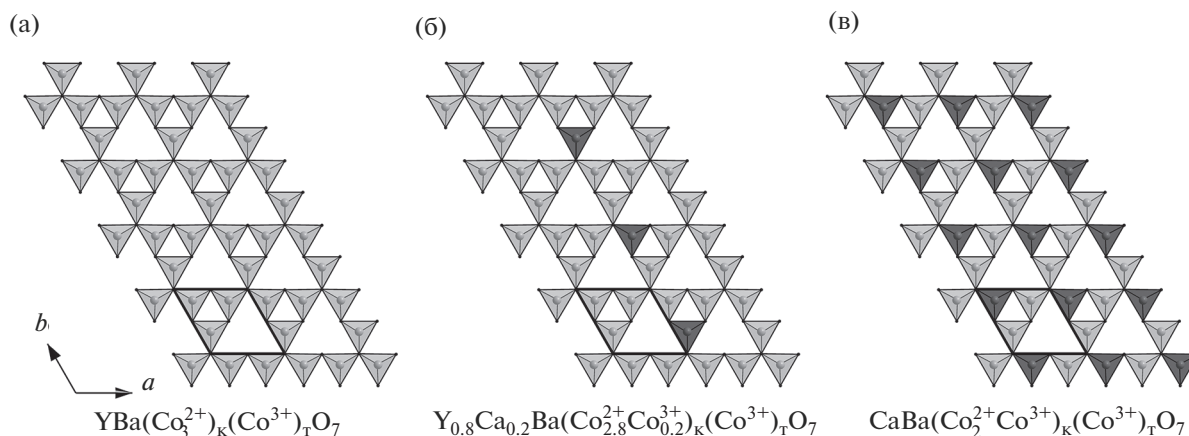 (а) (б) (в)
b
a
YBa(Co₃²⁺)ₖ(Co³⁺)ₜO₇ Y₀.₈Ca₀.₂Ba(Co²⁺₂.₈Co³⁺₀.₂)ₖ(Co³⁺)ₜO₇ CaBa(Co₂²⁺Co³⁺)ₖ(Co³⁺)ₜO₇